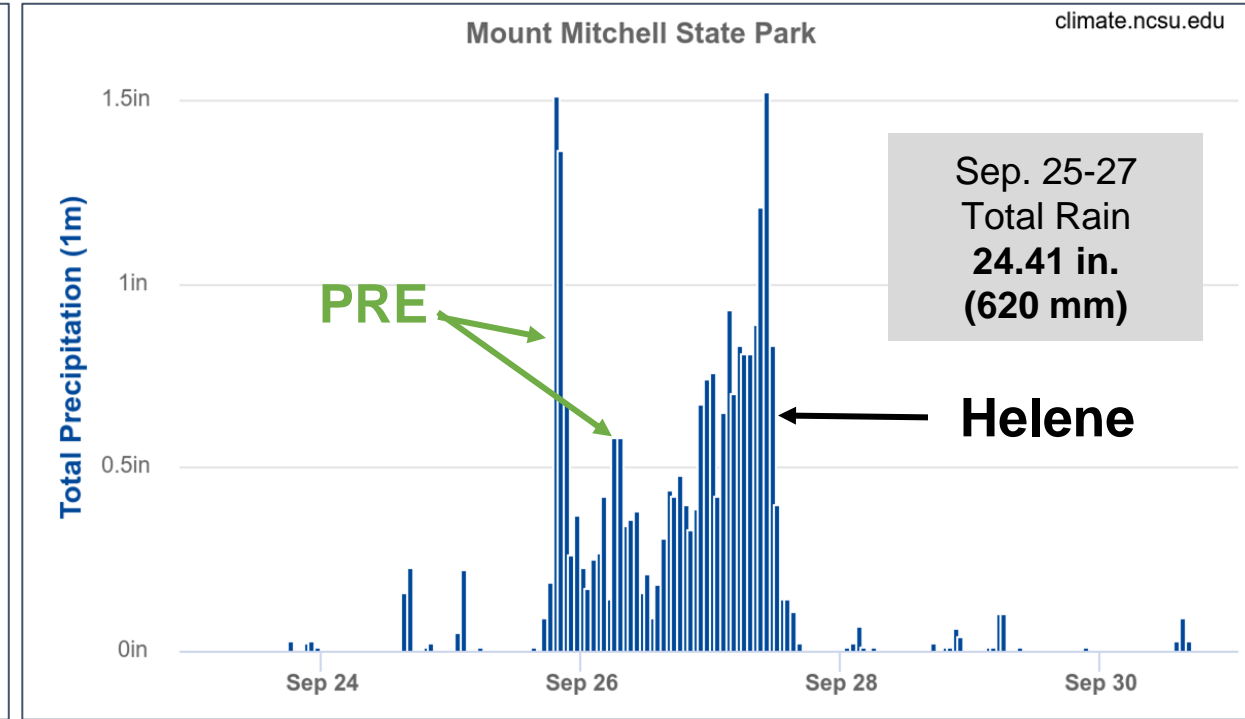 climate.ncsu.edu
Mount Mitchell State Park
Total Precipitation (1m)
1.5in
1in
0.5in
0in
PRE
Sep. 25-27
Total Rain
24.41 in.
(620 mm)
Helene
Sep 24
Sep 26
Sep 28
Sep 30